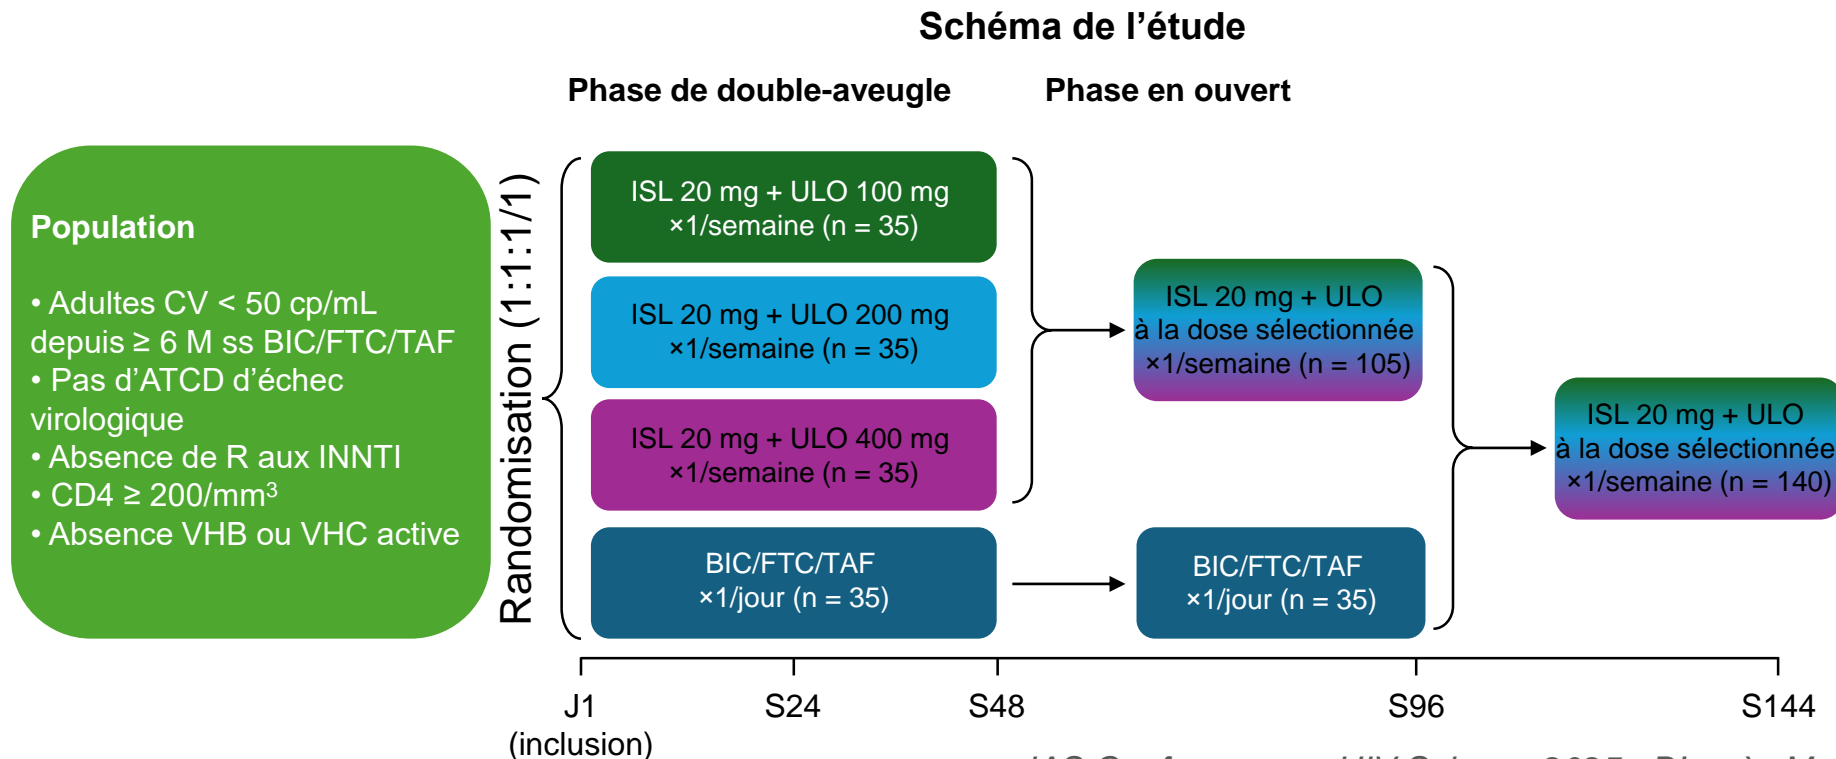 Schéma de l'étude
Phase de double-aveugle
Phase en ouvert
Population
• Adultes CV < 50 cp/mL
depuis ≥ 6 M ss BIC/FTC/TAF
• Pas d'ATCD d'échec
virologique
• Absence de R aux INNTI
• CD4 ≥ 200/mm³
• Absence VHB ou VHC active
Randomisation (1:1:1/1)
ISL 20 mg + ULO 100 mg
×1/semaine (n = 35)
ISL 20 mg + ULO 200 mg
×1/semaine (n = 35)
ISL 20 mg + ULO 400 mg
×1/semaine (n = 35)
BIC/FTC/TAF
×1/jour (n = 35)
ISL 20 mg + ULO
à la dose sélectionnée
×1/semaine (n = 105)
BIC/FTC/TAF
×1/jour (n = 35)
ISL 20 mg + ULO
à la dose sélectionnée
×1/semaine (n = 140)
J1
(inclusion)
S24
S48
S96
S144